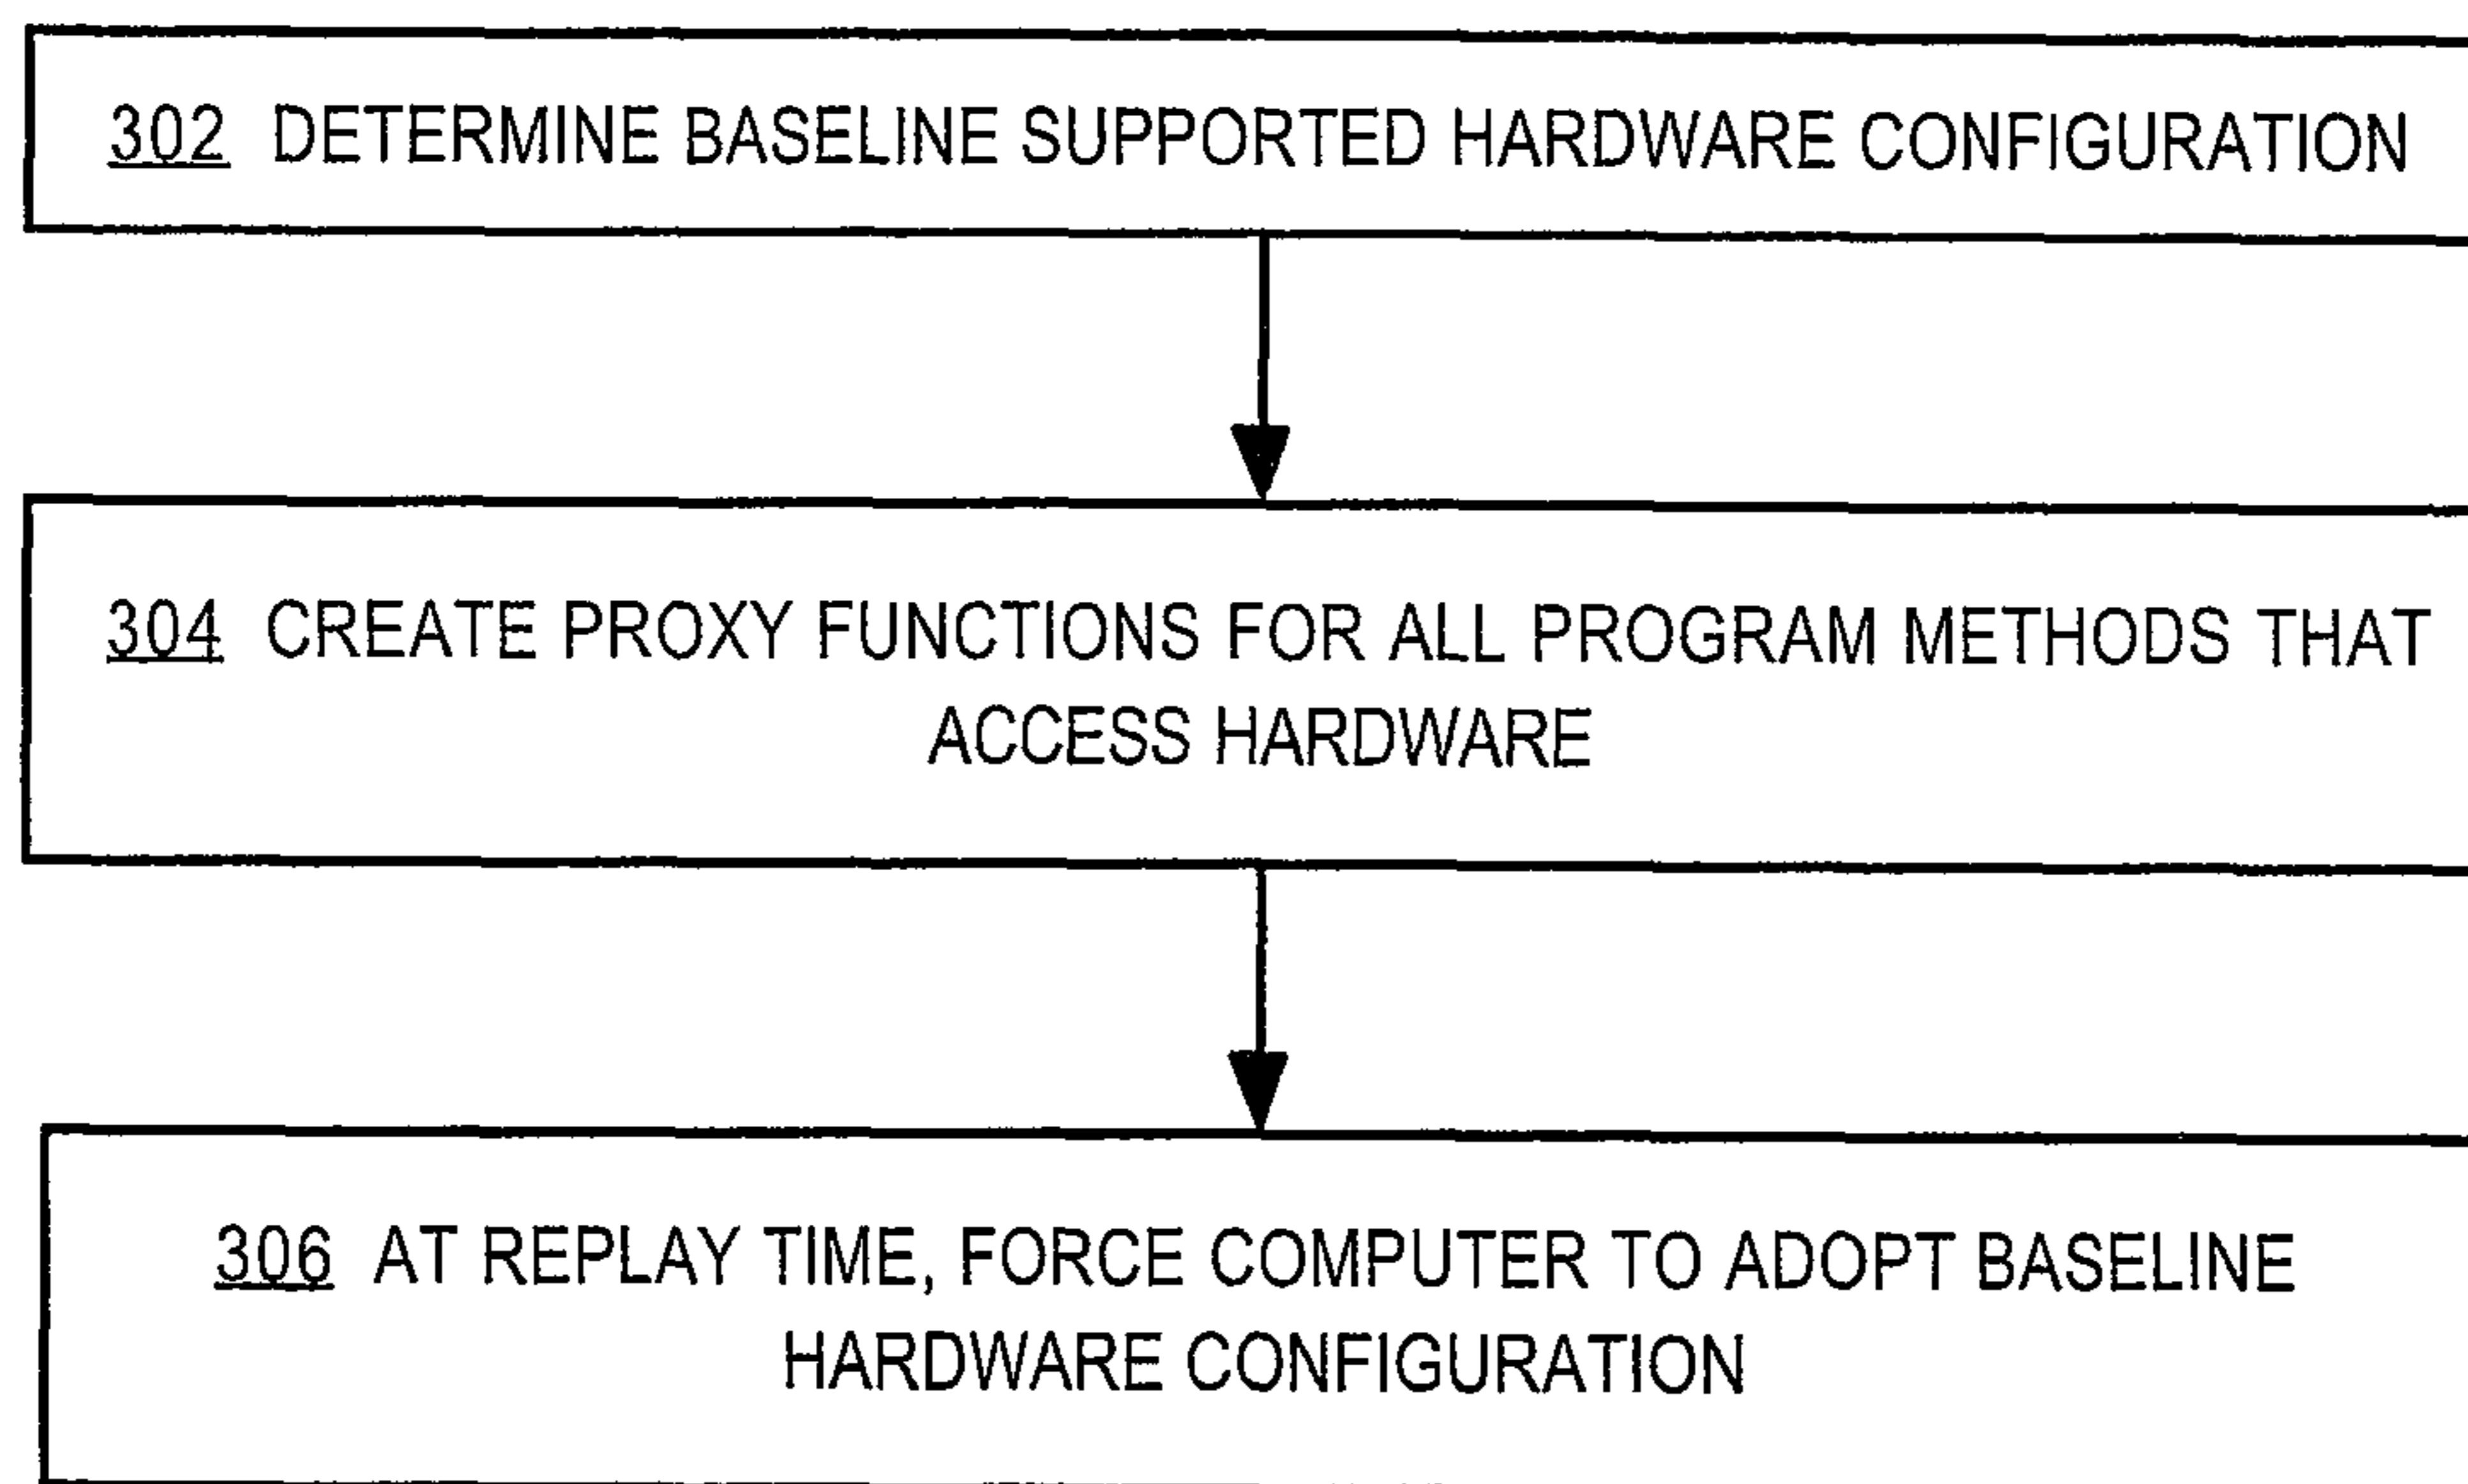 302 DETERMINE BASELINE SUPPORTED HARDWARE CONFIGURATION
304 CREATE PROXY FUNCTIONS FOR ALL PROGRAM METHODS THAT
ACCESS HARDWARE
306 AT REPLAY TIME, FORCE COMPUTER TO ADOPT BASELINE
HARDWARE CONFIGURATION